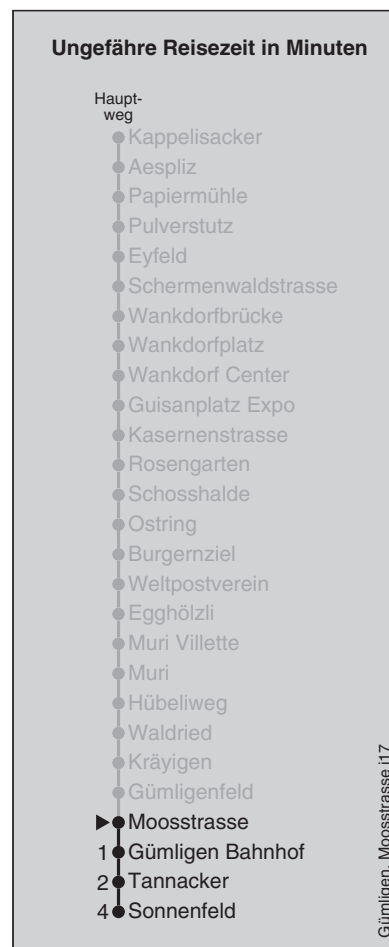 Ungefähre Reisezeit in Minuten
Haupt-
weg
Kappelisacker
Aespliz
Papiermühle
Pulverstutz
Eyfeld
Schermenwaldstrasse
Wankdorfbrücke
Wankdorfplatz
Wankdorf Center
Guisanplatz Expo
Kasernenstrasse
Rosengarten
Schosshalde
Ostring
Burgernziel
Weltpostverein
Egghölzli
Muri Villette
Muri
Hübeliweg
Waldried
Kräyigen
Gümligenfeld
Moosstrasse
1 Gümligen Bahnhof
2 Tannacker
4 Sonnenfeld
Gümligen, Moosstrasse i17